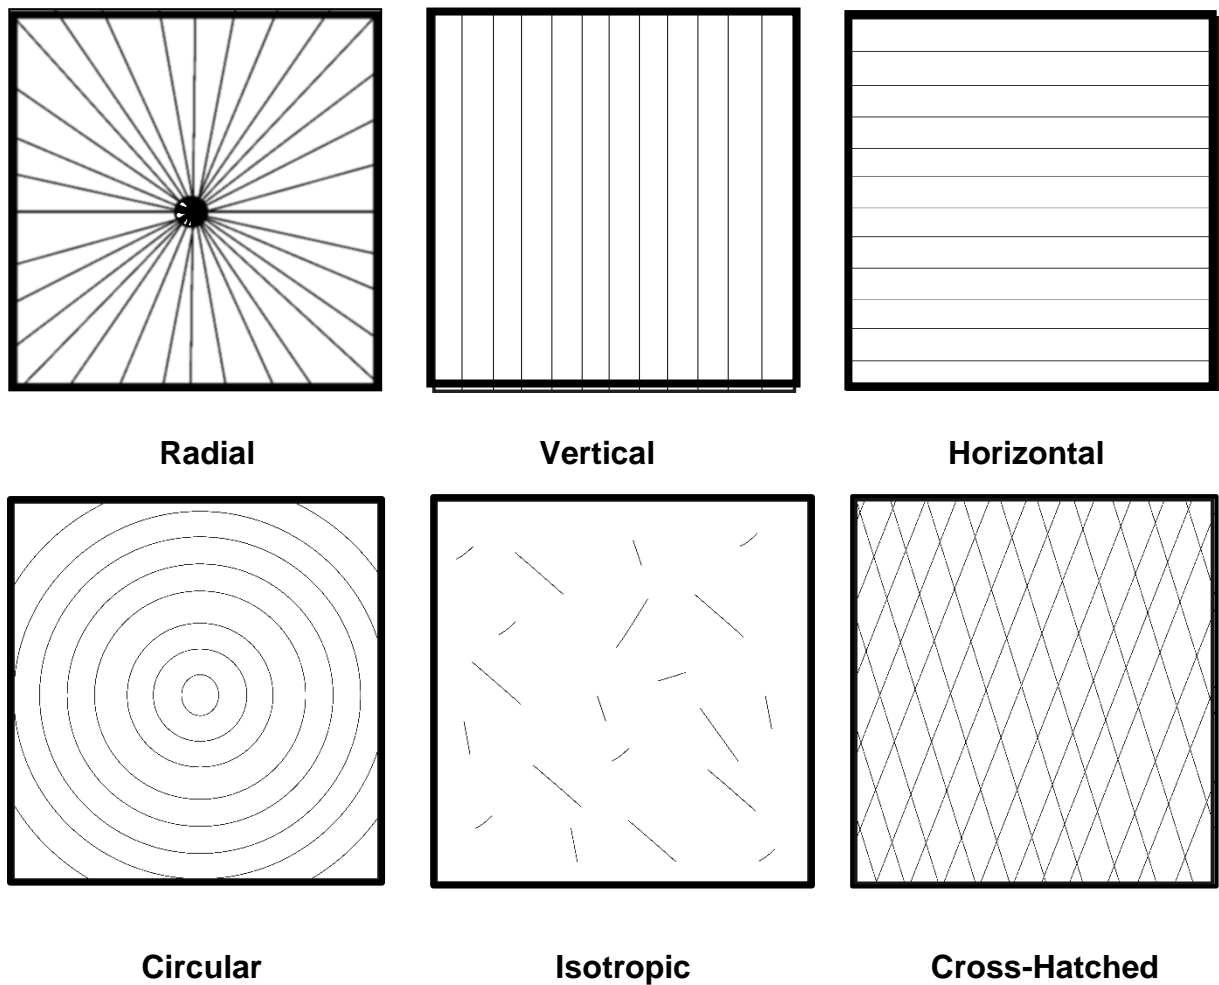 Radial
Vertical
Horizontal
Circular
Isotropic
Cross-Hatched